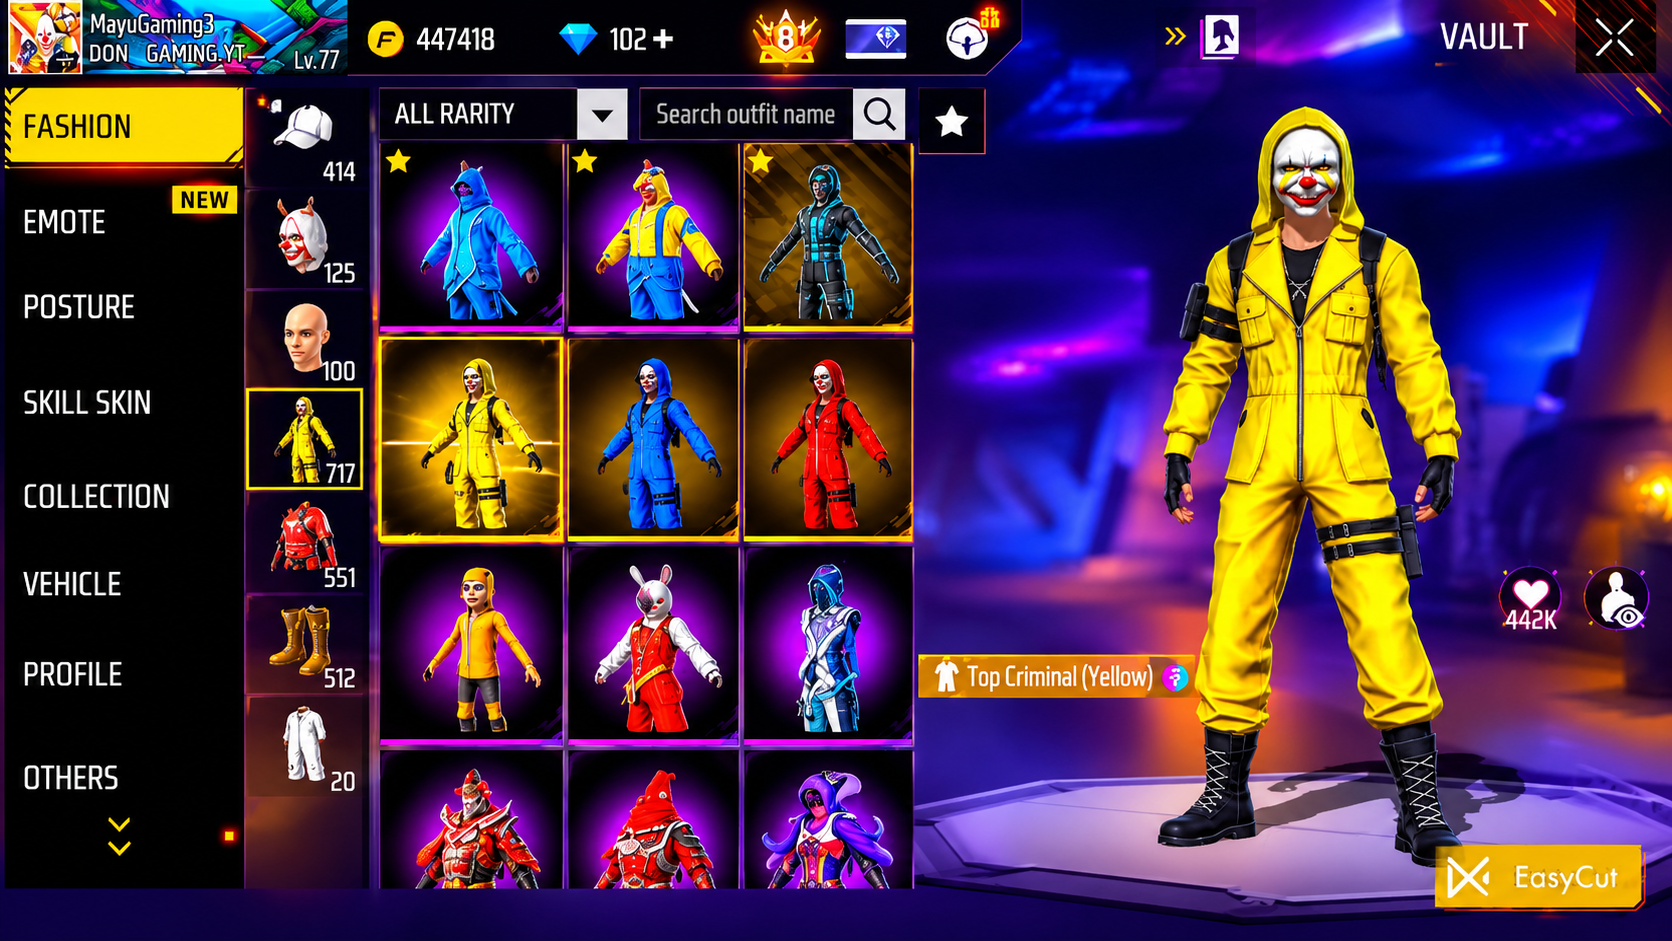 MayuGaming3
DON GAMING.YT—
Lv.77
F 447418
102 +
8
VAULT
FASHION
NEW
EMOTE
POSTURE
SKILL SKIN
COLLECTION
VEHICLE
PROFILE
OTHERS
414
125
100
717
551
512
20
ALL RARITY
Search outfit name
442K
Top Criminal (Yellow) ?
EasyCut